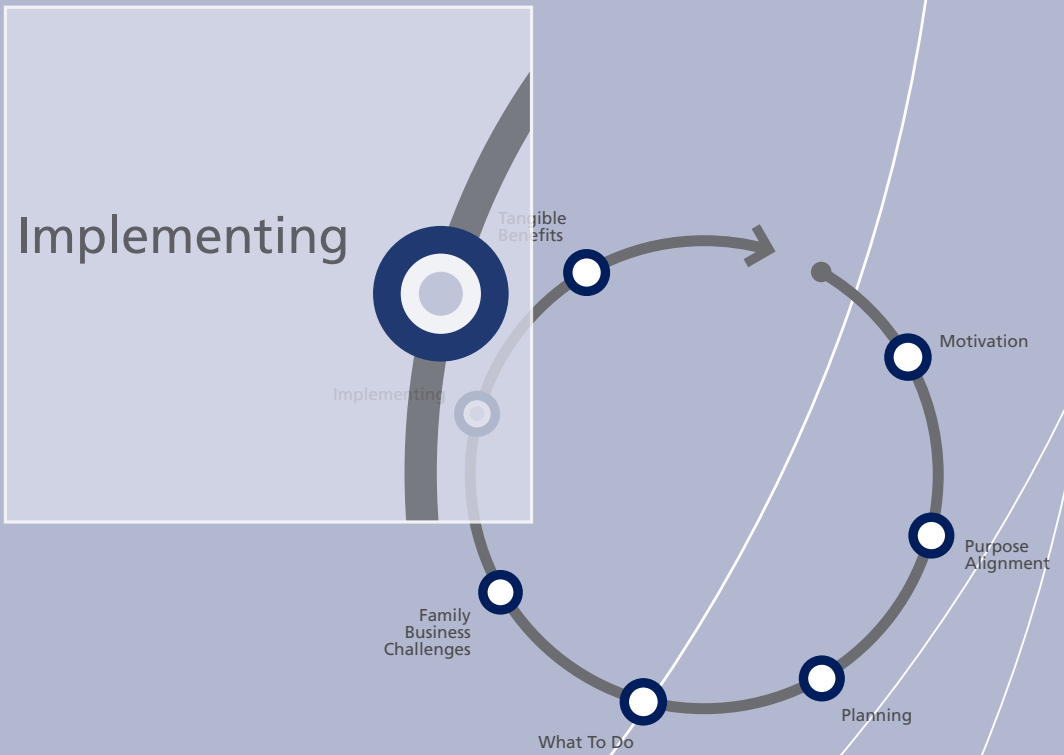 Implementing
Tangible
Benefits
Motivation
Implementing
Purpose
Alignment
Family
Business
Challenges
Planning
What To Do